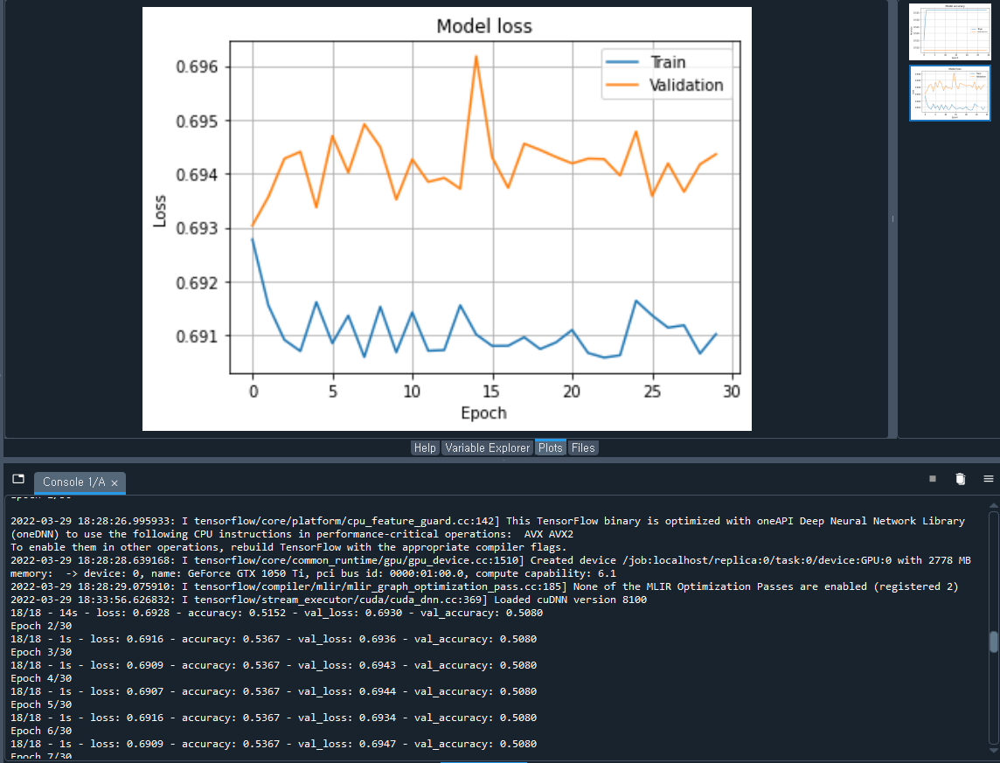 Model loss
Train
Validation
0.696
0.695
0.694
0.693
0.692
0.691
Loss
0 5 10 15 20 25 30
Epoch
Help Variable Explorer Plots Files
Console 1/A ×
2022-03-29 18:28:26.995933: I tensorflow/core/platform/cpu_feature_guard.cc:142] This TensorFlow binary is optimized with oneAPI Deep Neural Network Library
(oneDNN) to use the following CPU instructions in performance-critical operations:  AVX AVX2
To enable them in other operations, rebuild TensorFlow with the appropriate compiler flags.
2022-03-29 18:28:28.639168: I tensorflow/core/common_runtime/gpu/gpu_device.cc:1510] Created device /job:localhost/replica:0/task:0/device:GPU:0 with 2778 MB
memory:  -> device: 0, name: GeForce GTX 1050 Ti, pci bus id: 0000:01:00.0, compute capability: 6.1
2022-03-29 18:28:29.075910: I tensorflow/compiler/mlir/mlir_graph_optimization_pass.cc:185] None of the MLIR Optimization Passes are enabled (registered 2)
2022-03-29 18:33:56.626832: I tensorflow/stream_executor/cuda/cuda_dnn.cc:369] Loaded cuDNN version 8100
18/18 - 14s - loss: 0.6928 - accuracy: 0.5152 - val_loss: 0.6930 - val_accuracy: 0.5080
Epoch 2/30
18/18 - 1s - loss: 0.6916 - accuracy: 0.5367 - val_loss: 0.6936 - val_accuracy: 0.5080
Epoch 3/30
18/18 - 1s - loss: 0.6909 - accuracy: 0.5367 - val_loss: 0.6943 - val_accuracy: 0.5080
Epoch 4/30
18/18 - 1s - loss: 0.6907 - accuracy: 0.5367 - val_loss: 0.6944 - val_accuracy: 0.5080
Epoch 5/30
18/18 - 1s - loss: 0.6916 - accuracy: 0.5367 - val_loss: 0.6934 - val_accuracy: 0.5080
Epoch 6/30
18/18 - 1s - loss: 0.6909 - accuracy: 0.5367 - val_loss: 0.6947 - val_accuracy: 0.5080
Epoch 7/30